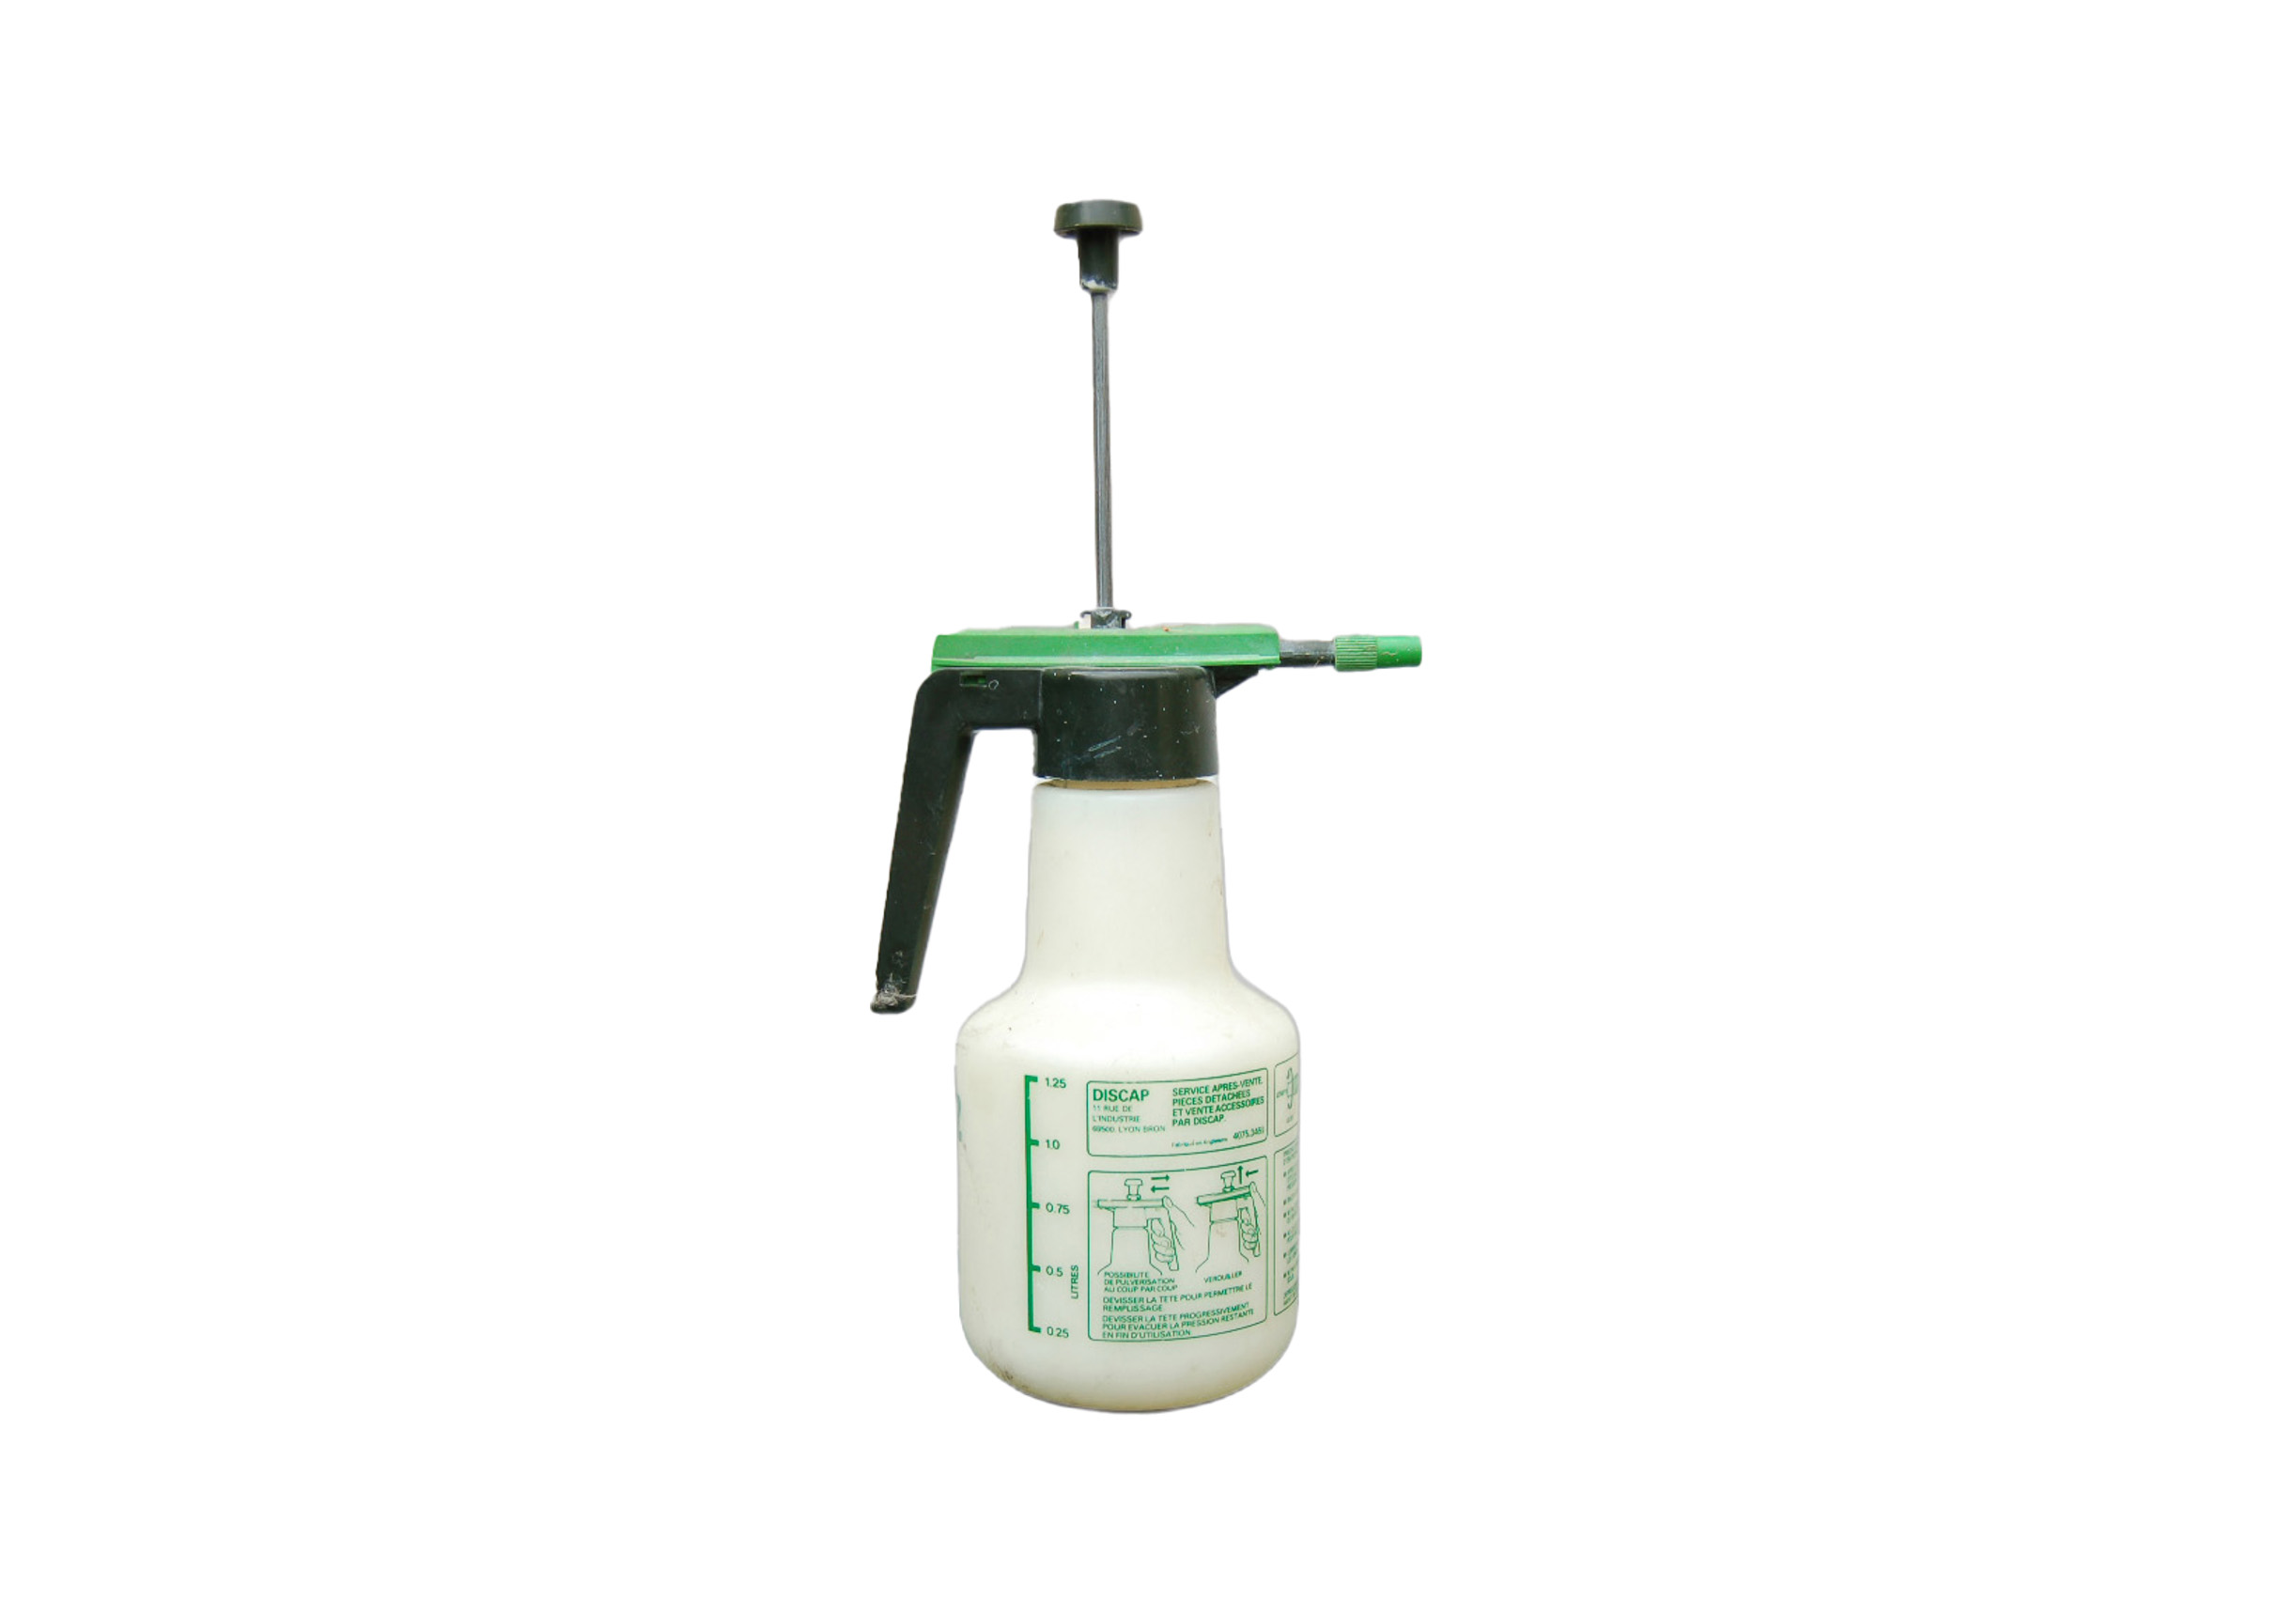 1.25
1.0
0.75
0.5
0.25
LITRES
DISCAP
11 RUE DE
L'INDUSTRIE
69500. LYON BRON
SERVICE APRES-VENTE
PIECES DETACHEES
ET VENTE ACCESSOIRES
PAR DISCAP.
Fabriqué en Angleterre
POSSIBILITE
DE PULVERISATION
AU COUP PAR COUP
VEROUILLER
DEVISSER LA TETE POUR PERMETTRE LE
REMPLISSAGE
DEVISSER LA TETE PROGRESSIVEMENT
POUR EVACUER LA PRESSION RESTANTE
EN FIN D'UTILISATION